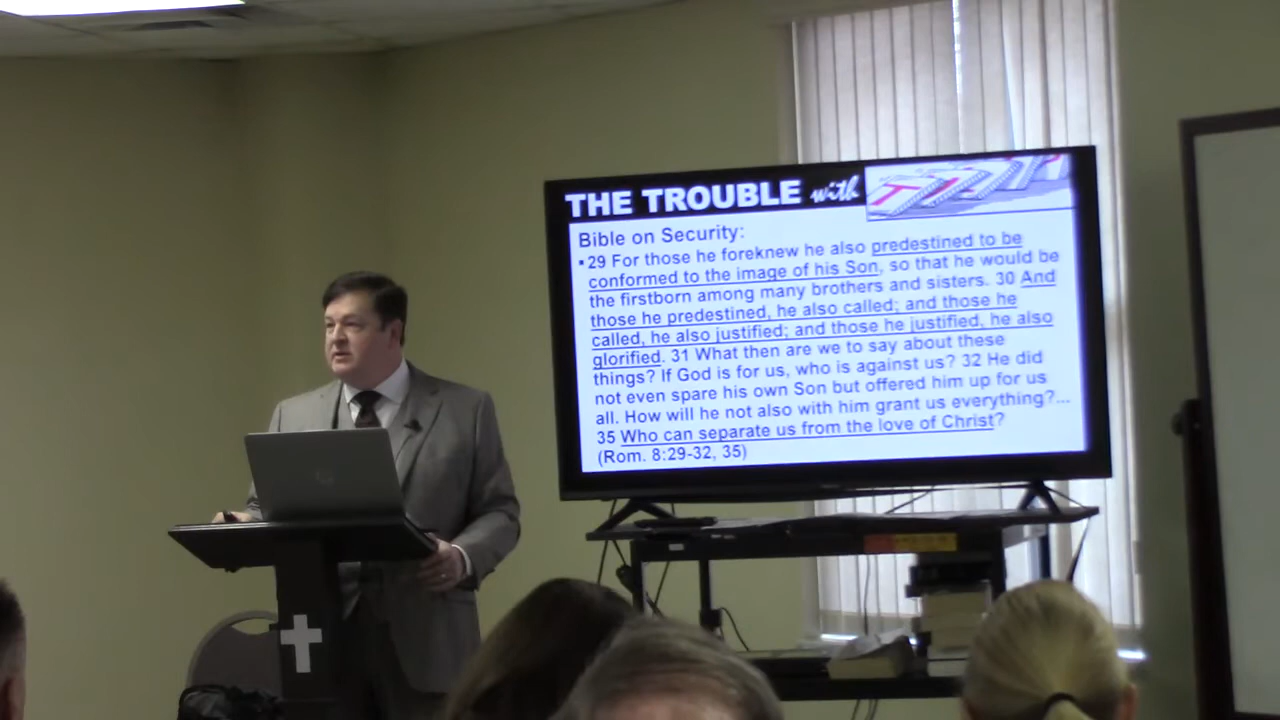 THE TROUBLE with
Bible on Security:
•29 For those he foreknew he also predestined to be
conformed to the image of his Son, so that he would be
the firstborn among many brothers and sisters. 30 And
those he predestined, he also called; and those he
called, he also justified; and those he justified, he also
glorified. 31 What then are we to say about these
things? If God is for us, who is against us? 32 He did
not even spare his own Son but offered him up for us
all. How will he not also with him grant us everything?...
35 Who can separate us from the love of Christ?
(Rom. 8:29-32, 35)